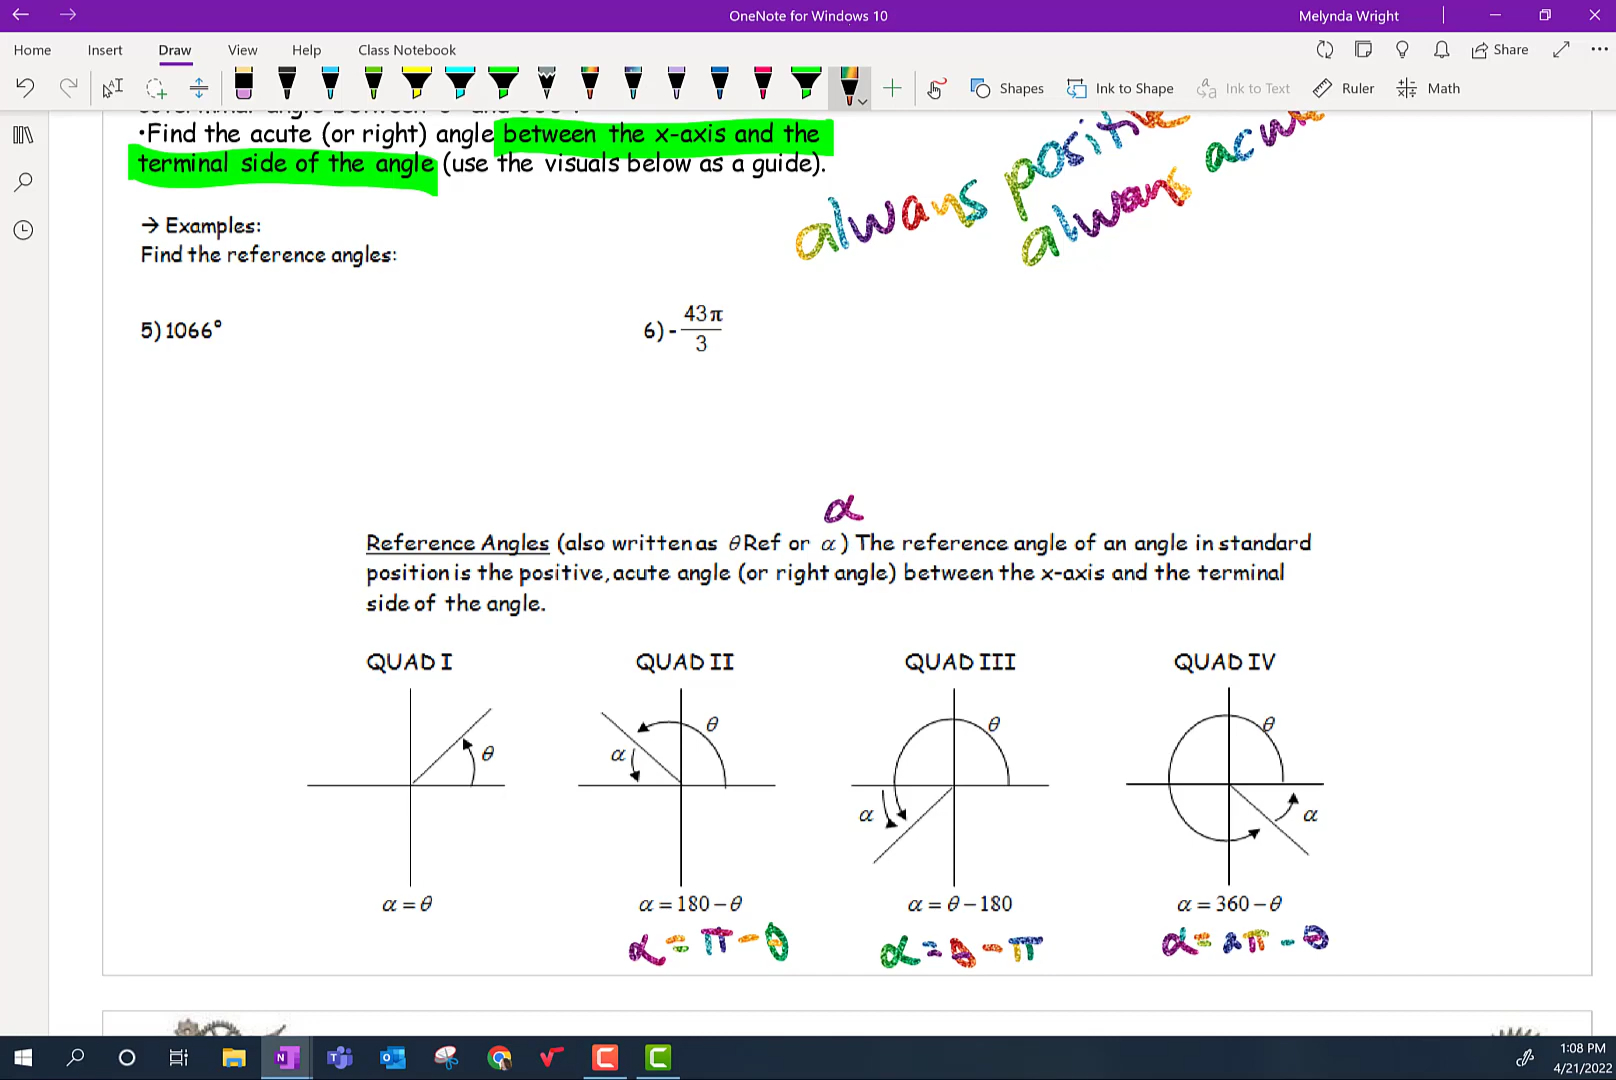 OneNote for Windows 10
Melynda Wright
Home Insert Draw View Help Class Notebook
Share
Shapes Ink to Shape Ink to Text Ruler Math
•Find the acute (or right) angle between the x-axis and the
terminal side of the angle (use the visuals below as a guide).
always positive
always acute
→ Examples:
Find the reference angles:
5) 1066°
6) - 43π/3
α
Reference Angles (also written as θ Ref or α) The reference angle of an angle in standard
position is the positive, acute angle (or right angle) between the x-axis and the terminal
side of the angle.
QUAD I QUAD II QUAD III QUAD IV
θ θ θ θ
α α α
α = θ α = 180 – θ α = θ – 180 α = 360 – θ
α = π – θ α = θ – π α = 2π – θ
1:08 PM
4/21/2022